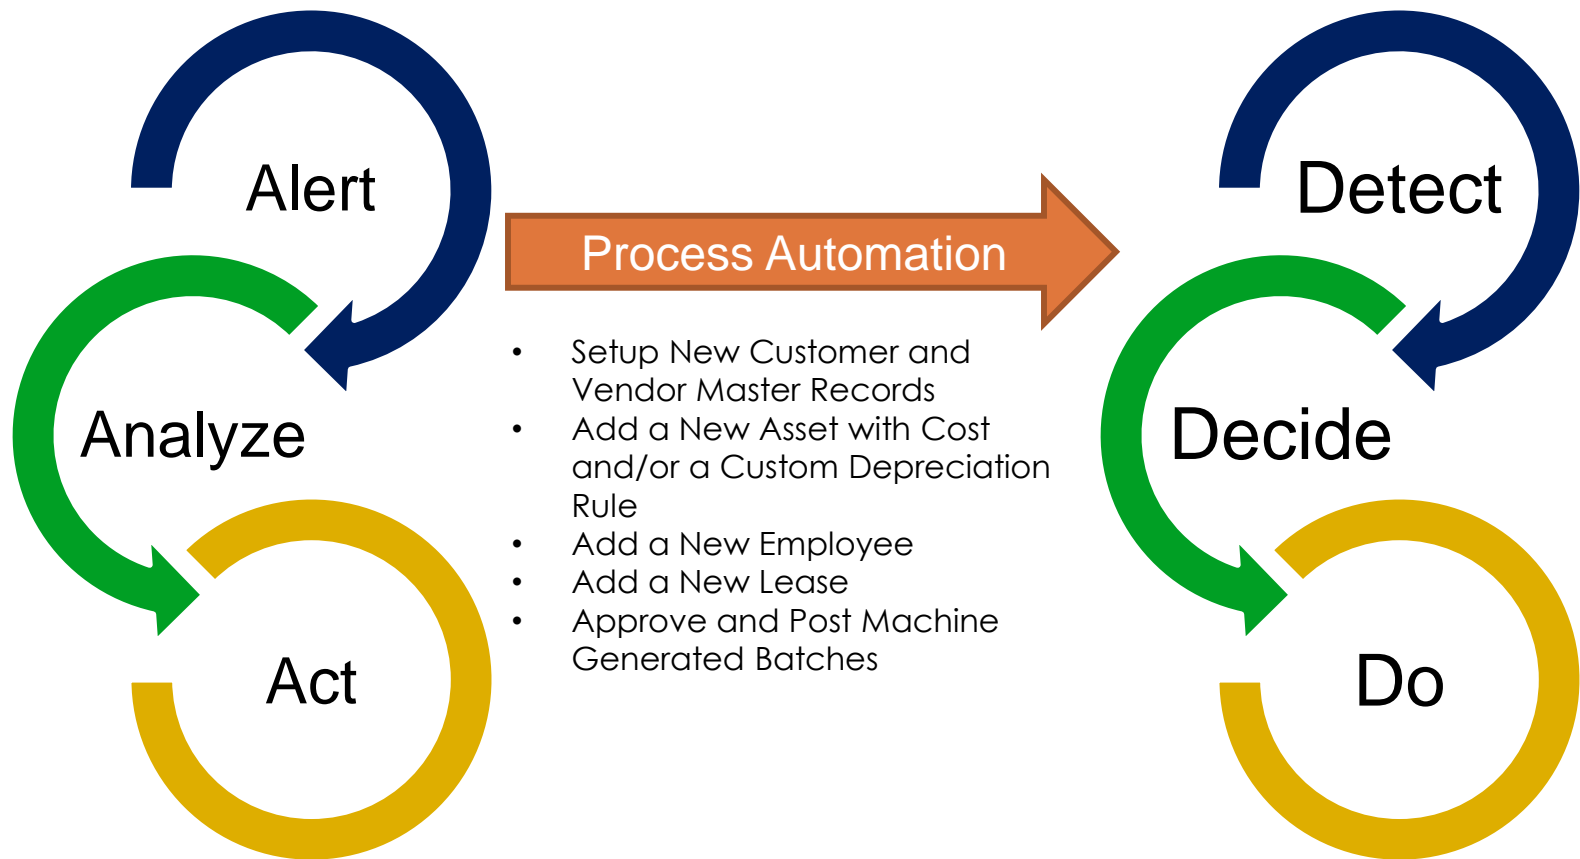 Alert
Analyze
Act
Process Automation
• Setup New Customer and
Vendor Master Records
• Add a New Asset with Cost
and/or a Custom Depreciation
Rule
• Add a New Employee
• Add a New Lease
• Approve and Post Machine
Generated Batches
Detect
Decide
Do